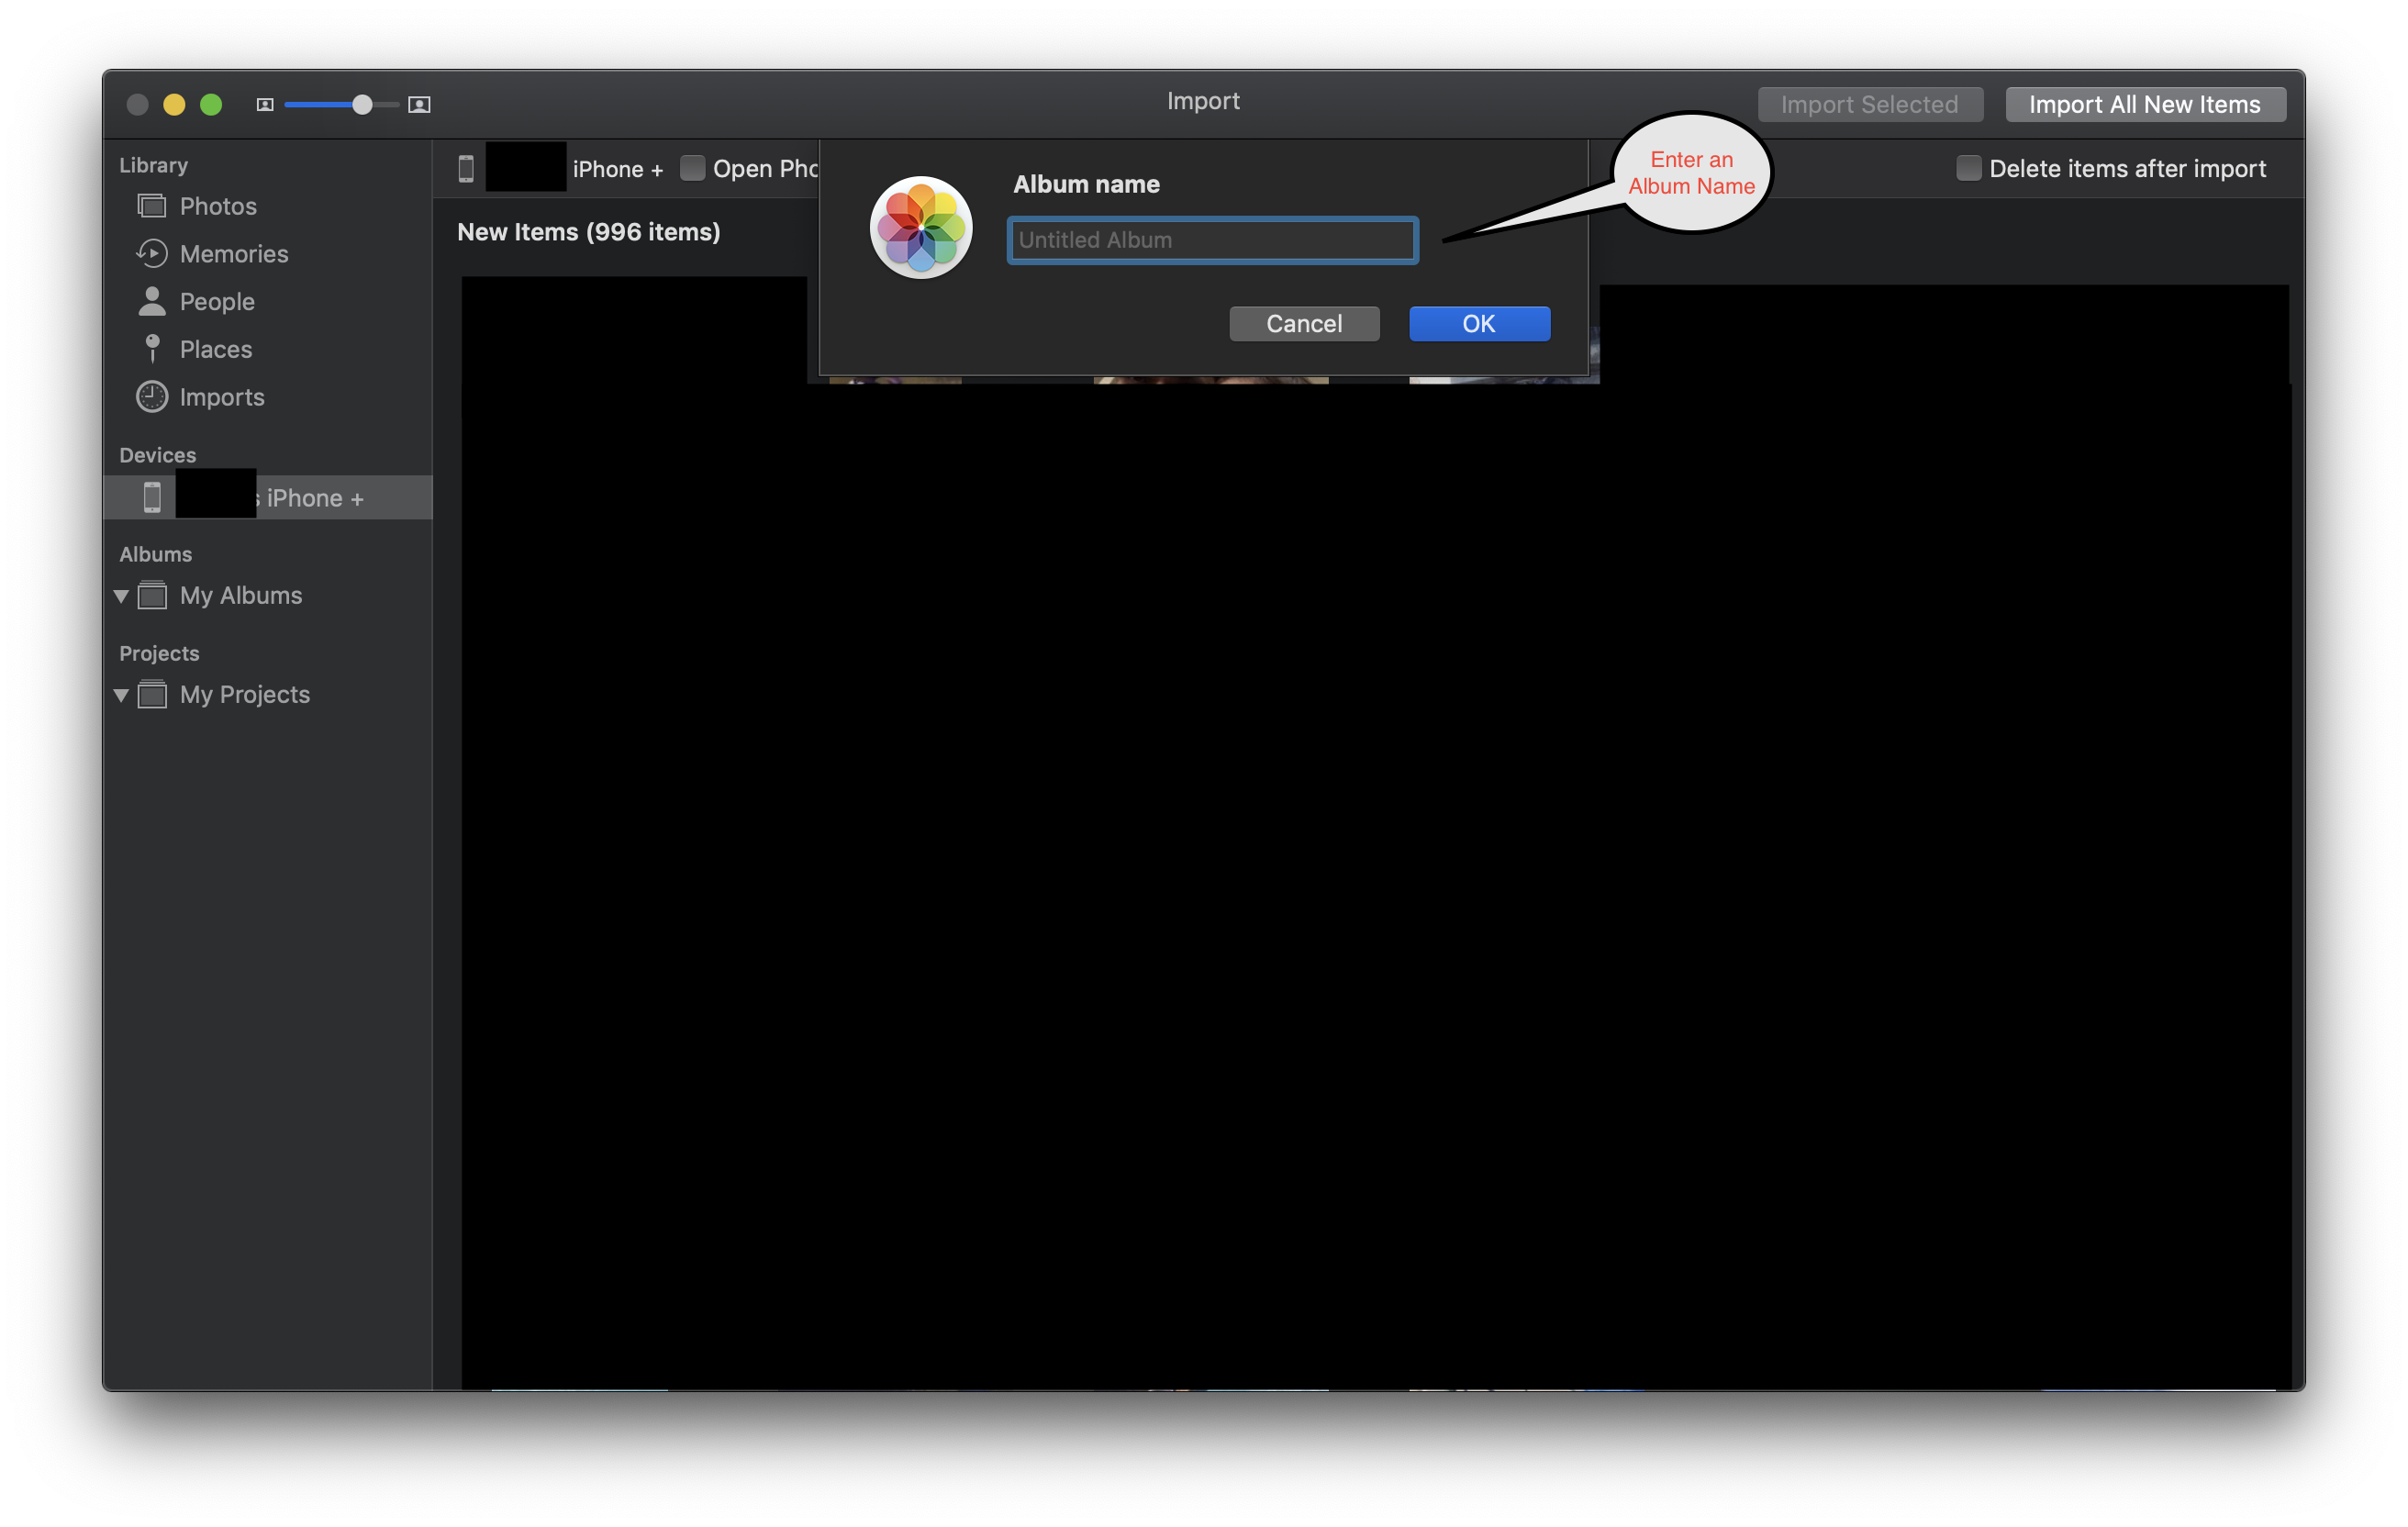 Import
Import Selected
Import All New Items
Library
Photos
Memories
People
Places
Imports
Devices
iPhone +
Albums
My Albums
Projects
My Projects
iPhone +
Open Pho
Delete items after import
New Items (996 items)
Album name
Untitled Album
Cancel
OK
Enter an
Album Name